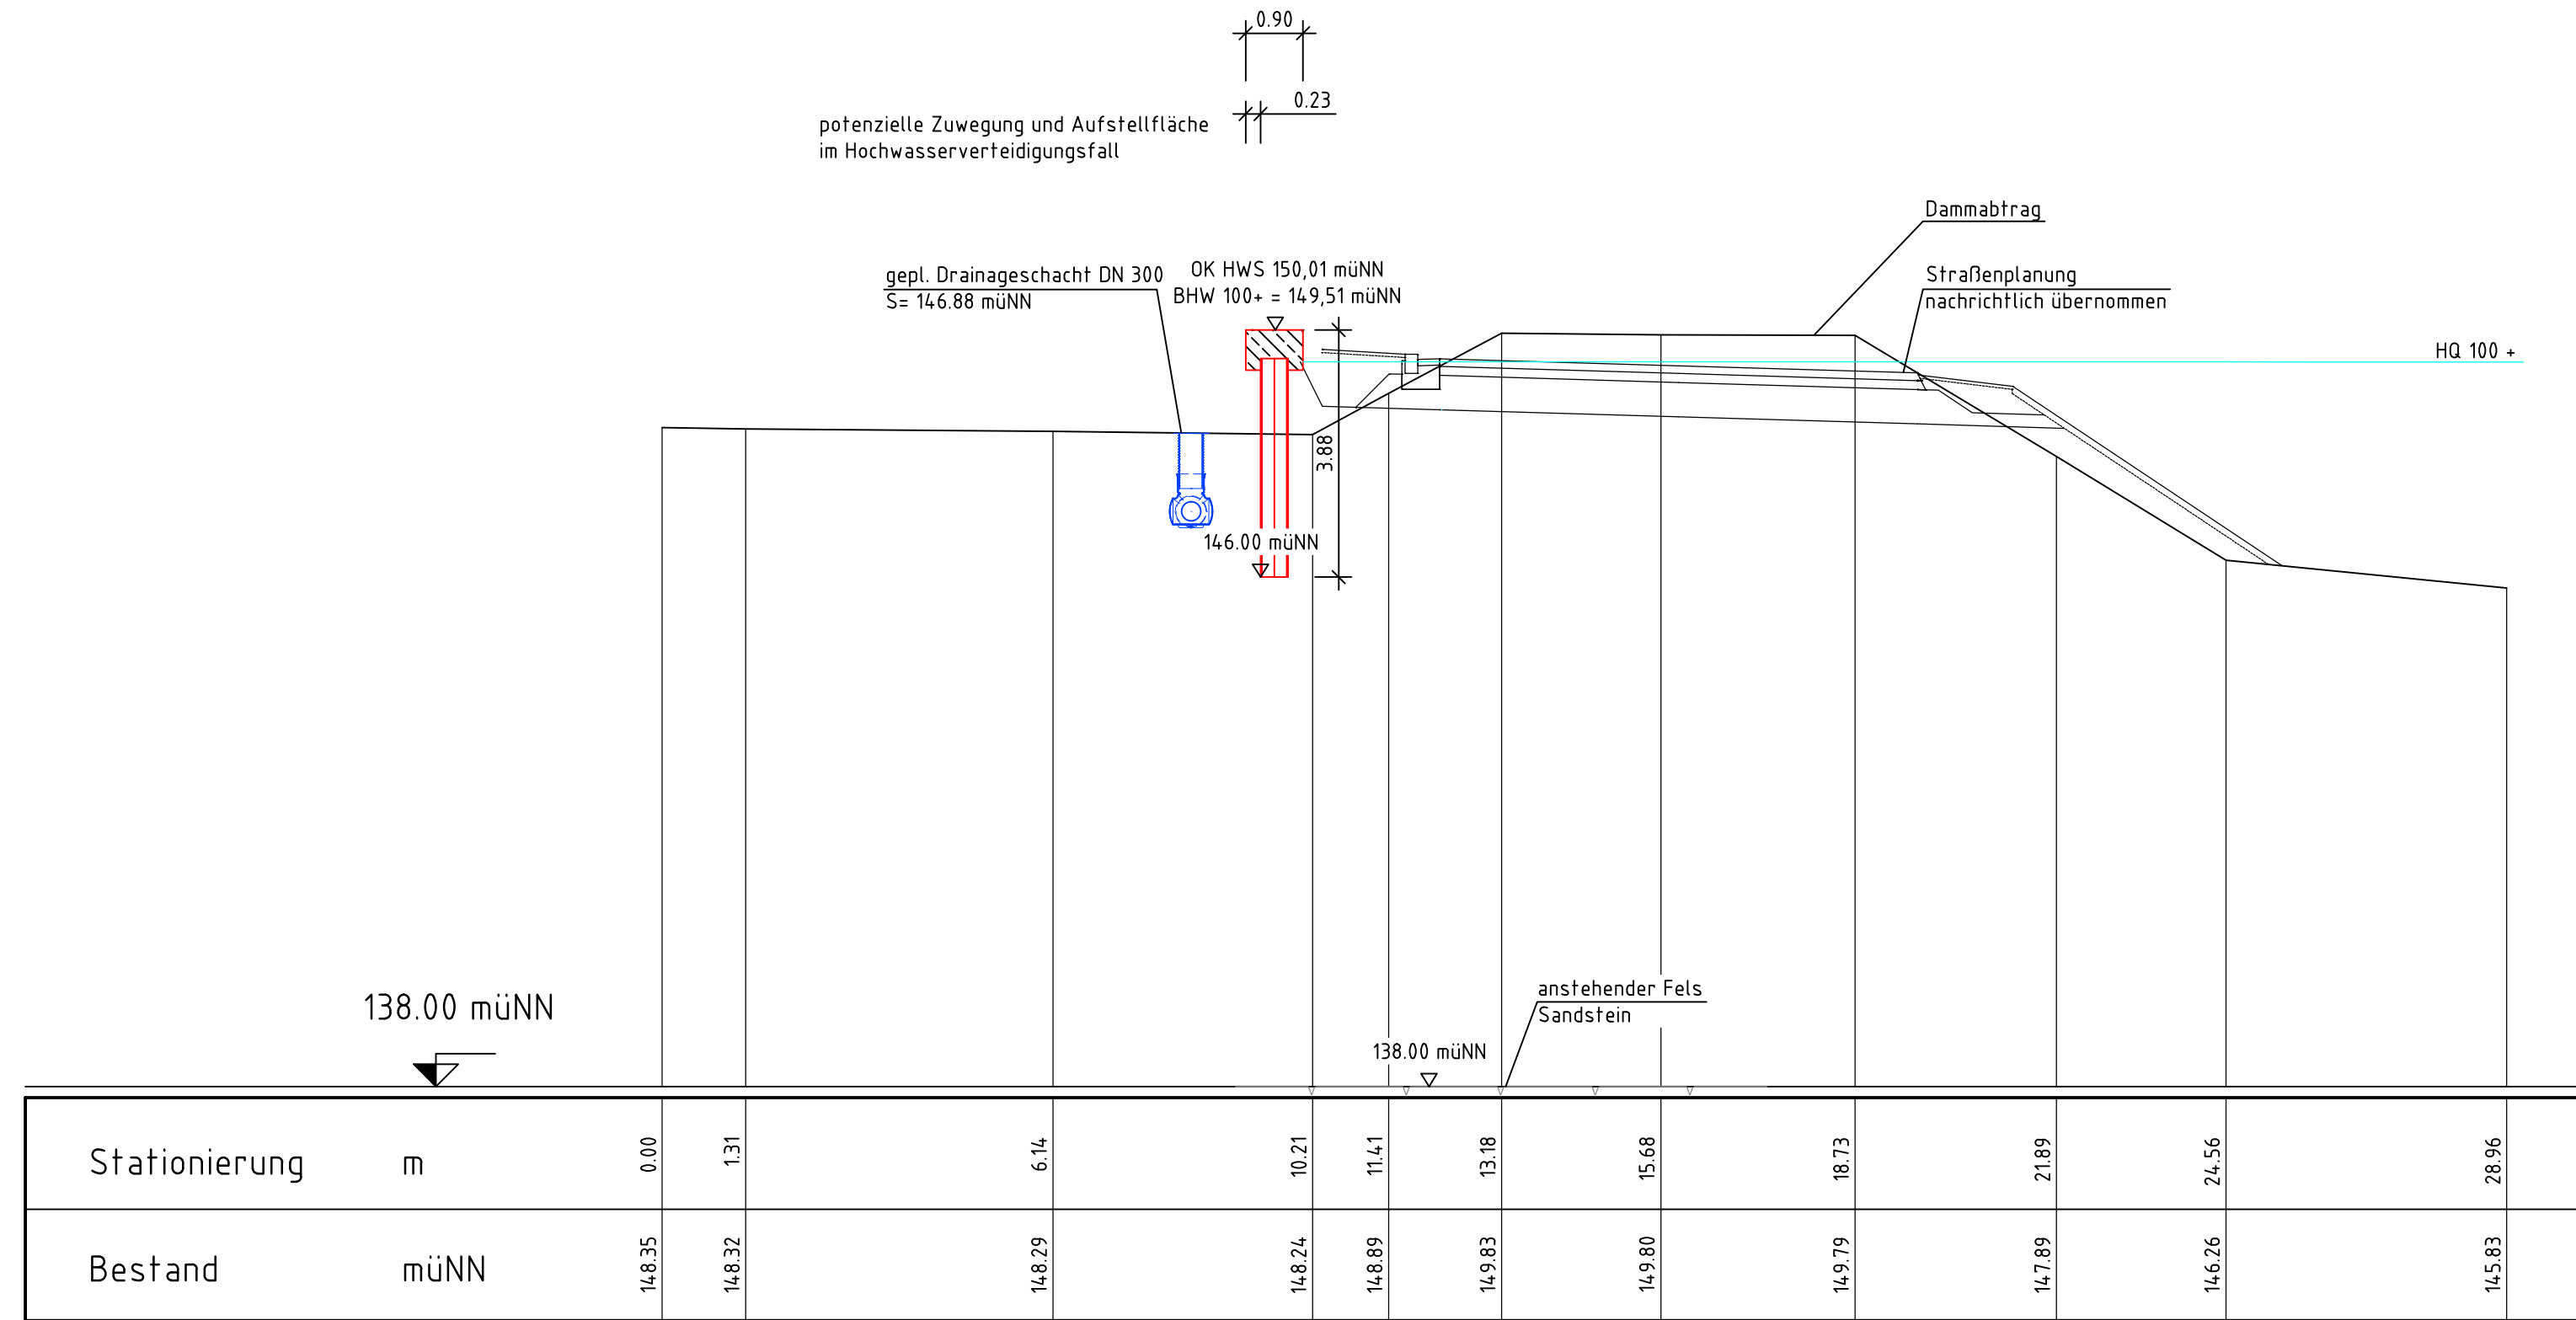 0.90
0.23
potenzielle Zuwegung und Aufstellfläche
im Hochwasserverteidigungsfall
Dammabtrag
gepl. Drainageschacht DN 300
S= 146.88 müNN
OK HWS 150,01 müNN
BHW 100+ = 149,51 müNN
Straßenplanung
nachrichtlich übernommen
HQ 100 +
3.88
146.00 müNN
anstehender Fels
Sandstein
138.00 müNN
138.00 müNN
Stationierung m 0.00 1.31 6.14 10.21 11.41 13.18 15.68 18.73 21.89 24.56 28.96
Bestand müNN 148.35 148.32 148.29 148.24 148.89 149.83 149.80 149.79 147.89 146.26 145.83